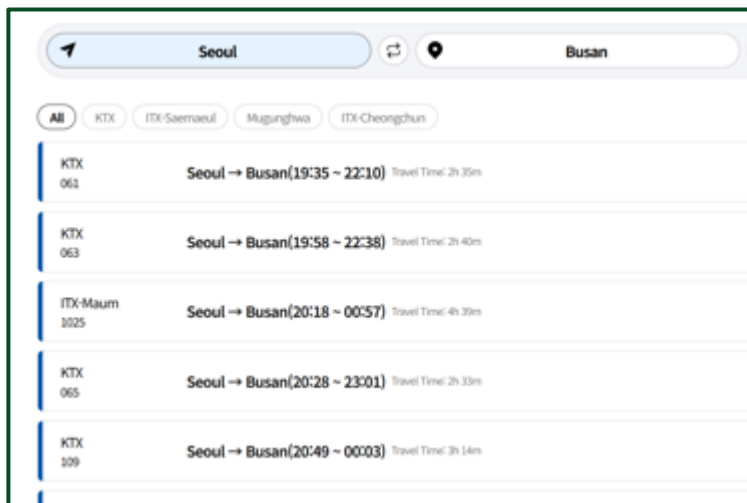 Seoul
Busan
All KTX ITX-Saemaeul Mugunghwa ITX-Cheongchun
KTX
061
Seoul → Busan(19:35 ~ 22:10) Travel Time: 2h 35m
KTX
063
Seoul → Busan(19:58 ~ 22:38) Travel Time: 2h 40m
ITX-Maum
1025
Seoul → Busan(20:18 ~ 00:57) Travel Time: 4h 39m
KTX
065
Seoul → Busan(20:28 ~ 23:01) Travel Time: 2h 33m
KTX
109
Seoul → Busan(20:49 ~ 00:03) Travel Time: 3h 14m